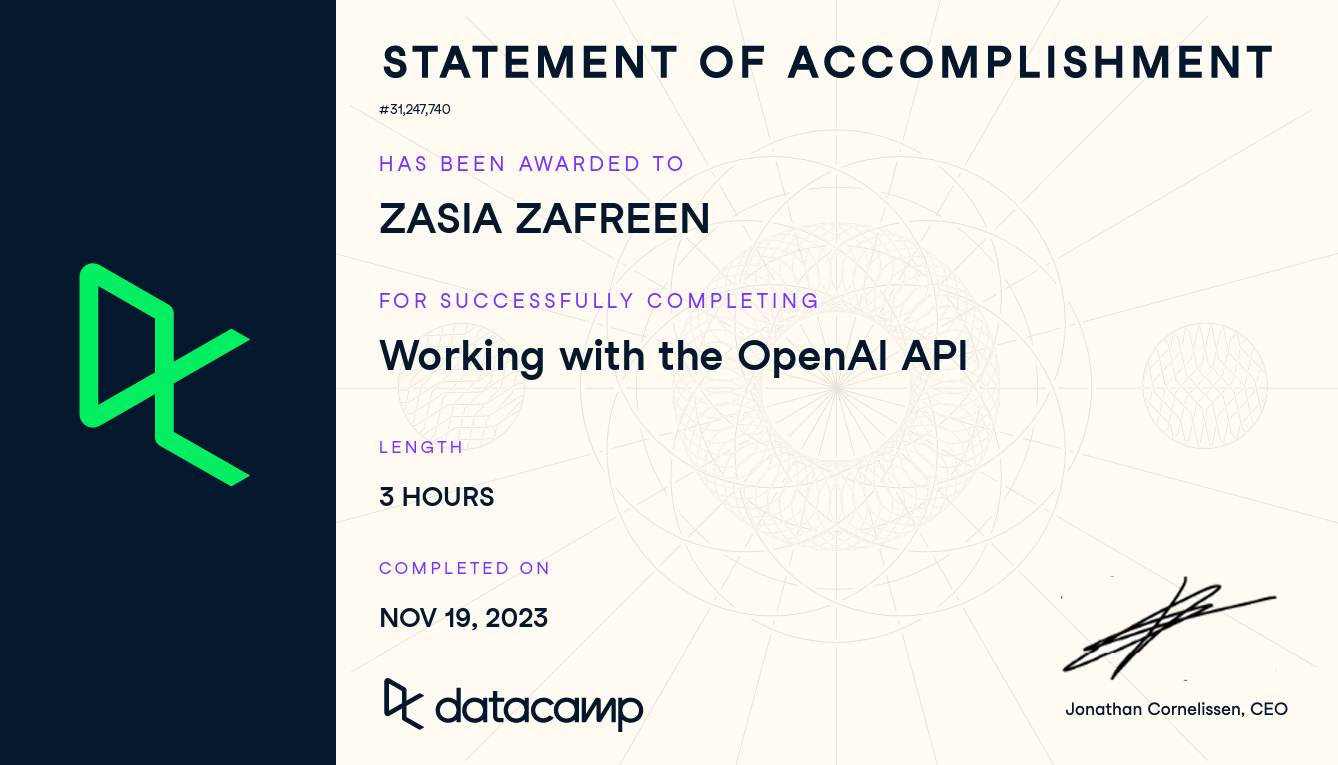 STATEMENT OF ACCOMPLISHMENT
#31,247,740
HAS BEEN AWARDED TO
ZASIA ZAFREEN
FOR SUCCESSFULLY COMPLETING
Working with the OpenAI API
LENGTH
3 HOURS
COMPLETED ON
NOV 19, 2023
datacamp
Jonathan Cornelissen, CEO